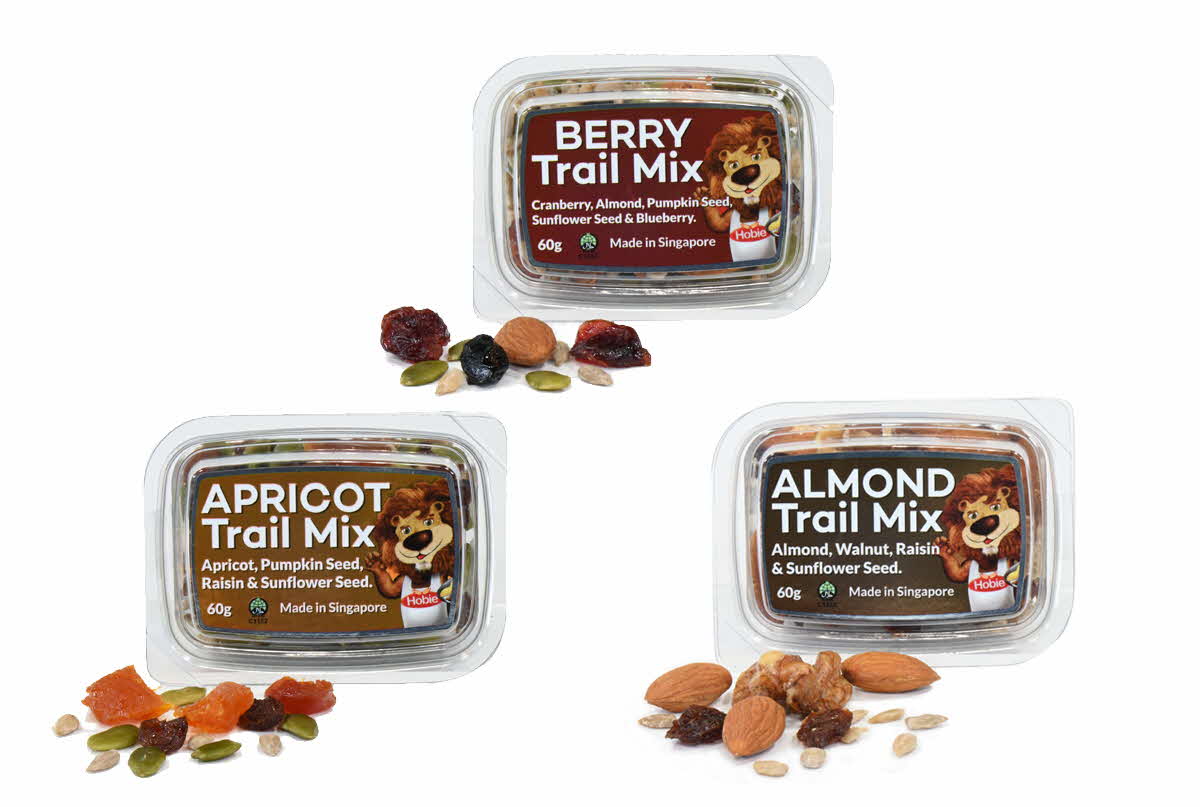 BERRY
Trail Mix
Cranberry, Almond, Pumpkin Seed,
Sunflower Seed & Blueberry.
60g Made in Singapore
Hobie
APRICOT
Trail Mix
Apricot, Pumpkin Seed,
Raisin & Sunflower Seed.
60g Made in Singapore
Hobie
ALMOND
Trail Mix
Almond, Walnut, Raisin
& Sunflower Seed.
60g Made in Singapore
Hobie